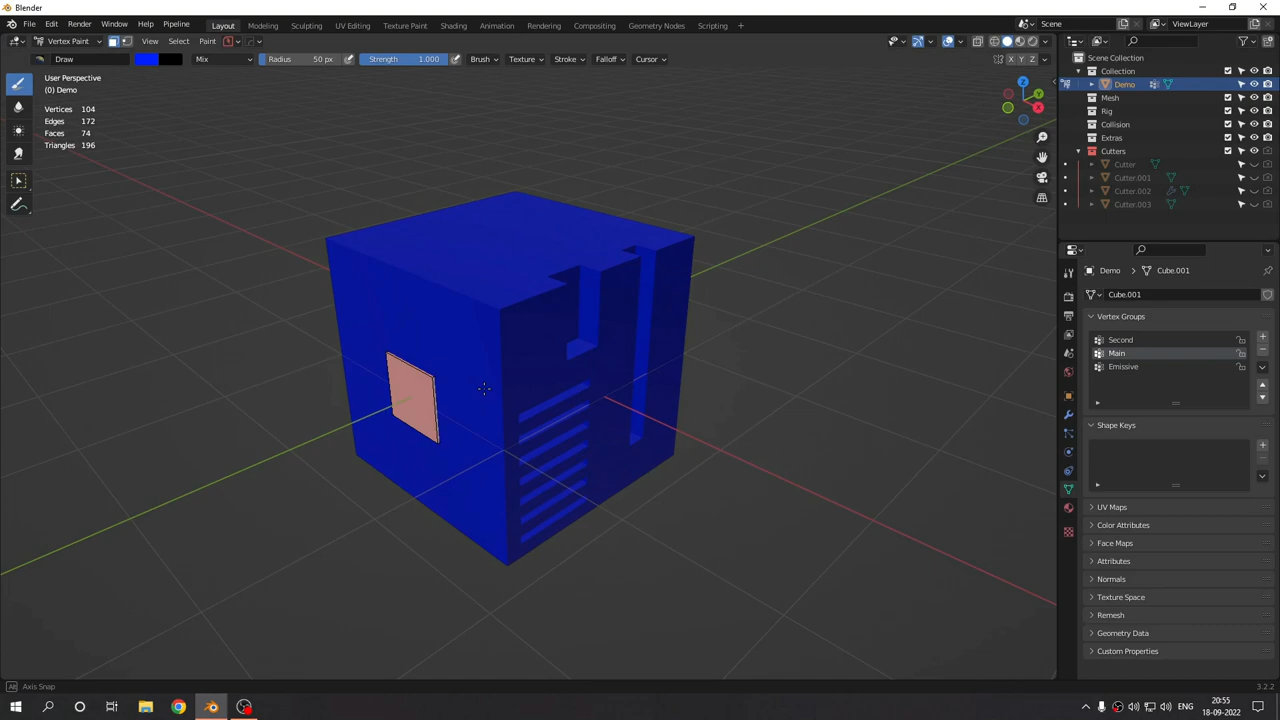 Blender
File Edit Render Window Help Pipeline
Layout Modeling Sculpting UV Editing Texture Paint Shading Animation Rendering Compositing Geometry Nodes Scripting +
Scene
ViewLayer
Vertex Paint View Select Paint
Draw Mix Radius 50 px Strength 1.000 Brush Texture Stroke Falloff Cursor X Y Z
User Perspective
(0) Demo
Vertices 104
Edges 172
Faces 74
Triangles 196
Z
Y
X
Scene Collection
Collection
Demo
Mesh
Rig
Collision
Extras
Cutters
Cutter
Cutter.001
Cutter.002
Cutter.003
Demo > Cube.001
Cube.001
Vertex Groups
Second
Main
Emissive
Shape Keys
UV Maps
Color Attributes
Face Maps
Attributes
Normals
Texture Space
Remesh
Geometry Data
Custom Properties
Alt Axis Snap
3.2.2
ENG
20:55
18-09-2022